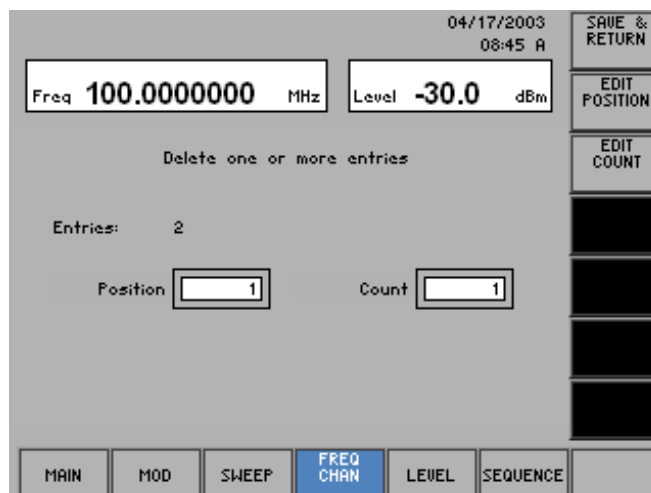 04/17/2003
08:45 A
SAVE &
RETURN
Freq 100.0000000 MHz
Level -30.0 dBm
EDIT
POSITION
Delete one or more entries
EDIT
COUNT
Entries: 2
Position 1
Count 1
MAIN
MOD
SWEEP
FREQ
CHAN
LEVEL
SEQUENCE